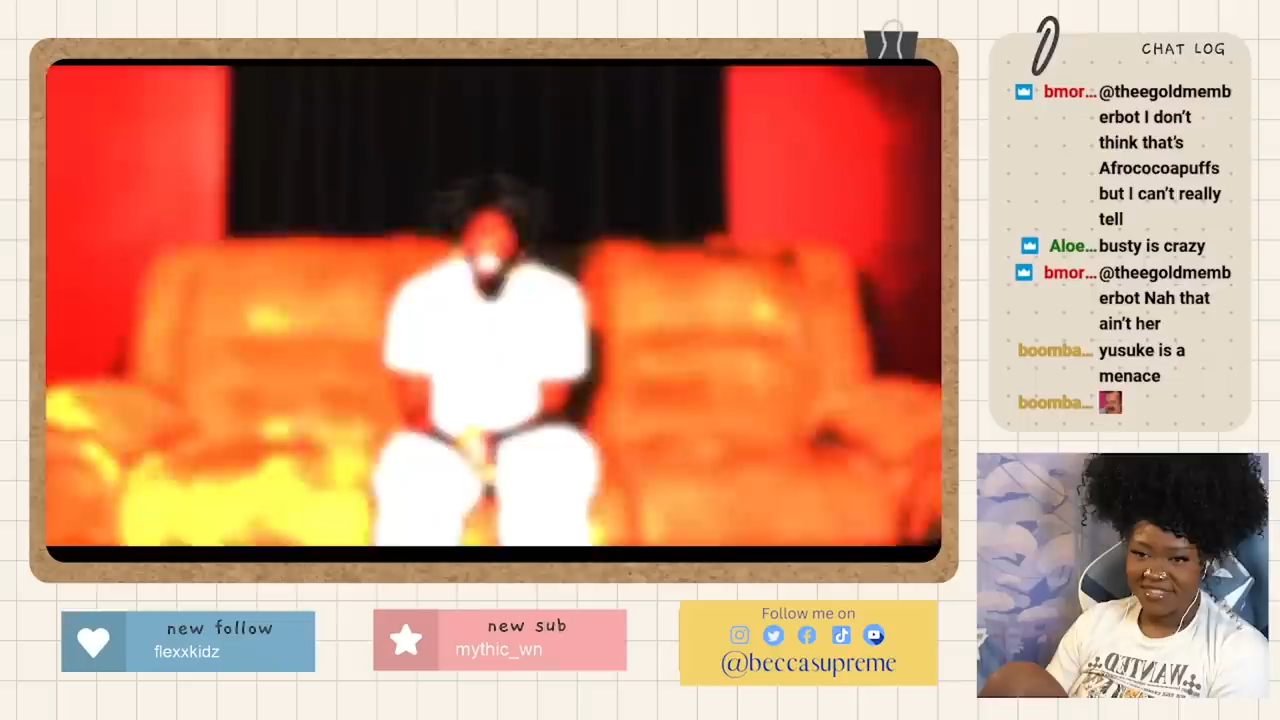 CHAT LOG
bmor... @theegoldmemb
erbot I don't
think that's
Afrococoapuffs
but I can't really
tell
Aloe... busty is crazy
bmor... @theegoldmemb
erbot Nah that
ain't her
boomba... yusuke is a
menace
boomba...
new follow
flexxkidz
new sub
mythic_wn
Follow me on
@beccasupreme
WANTED